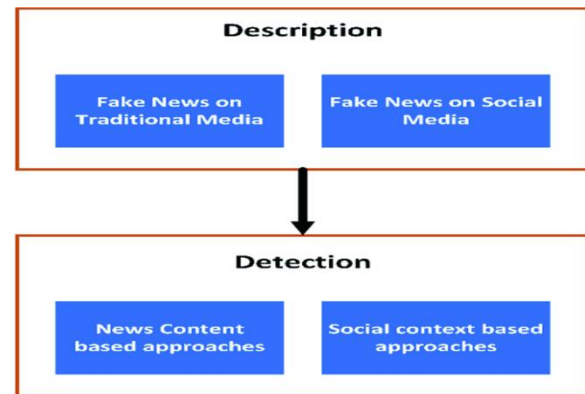 Description
Fake News on
Traditional Media
Fake News on Social
Media
Detection
News Content
based approaches
Social context based
approaches